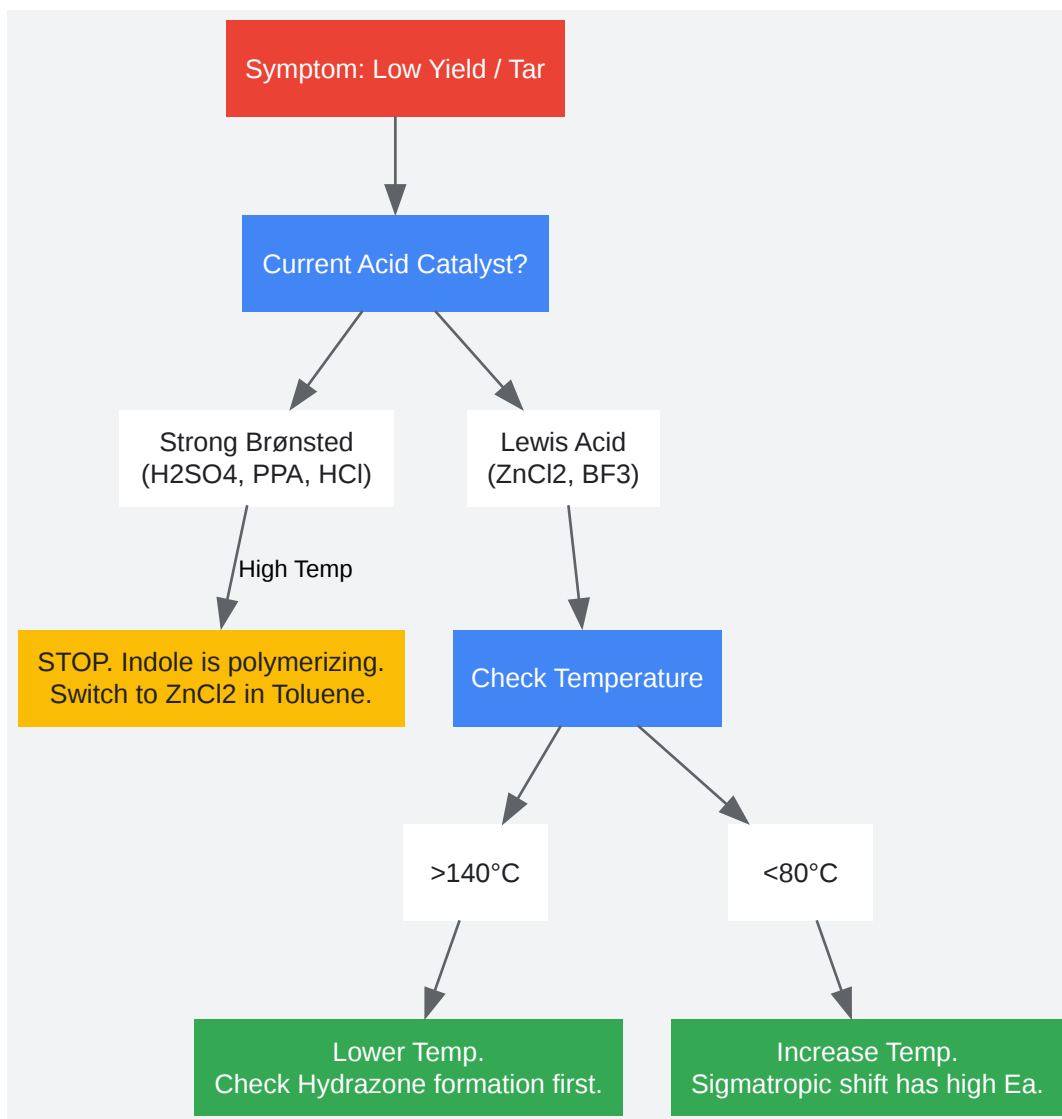 Symptom: Low Yield / Tar
Current Acid Catalyst?
Strong Brønsted
(H2SO4, PPA, HCl)
Lewis Acid
(ZnCl2, BF3)
High Temp
STOP. Indole is polymerizing.
Switch to ZnCl2 in Toluene.
Check Temperature
>140°C
<80°C
Lower Temp.
Check Hydrazone formation first.
Increase Temp.
Sigmatropic shift has high Ea.